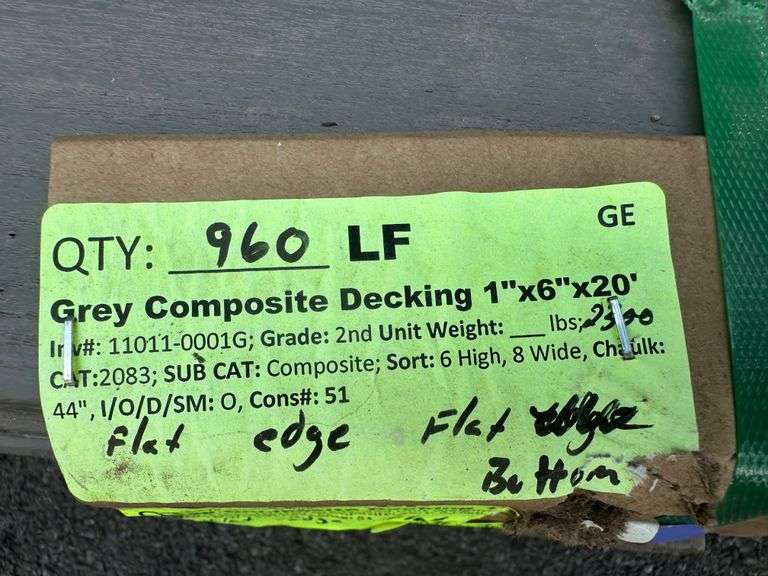 GE
QTY: 960 LF
Grey Composite Decking 1"x6"x20'
Inv#: 11011-0001G; Grade: 2nd Unit Weight: ___ lbs; 2300
CAT:2083; SUB CAT: Composite; Sort: 6 High, 8 Wide, Chaulk:
44", I/O/D/SM: O, Cons#: 51
Flat edge Flat
Bottom